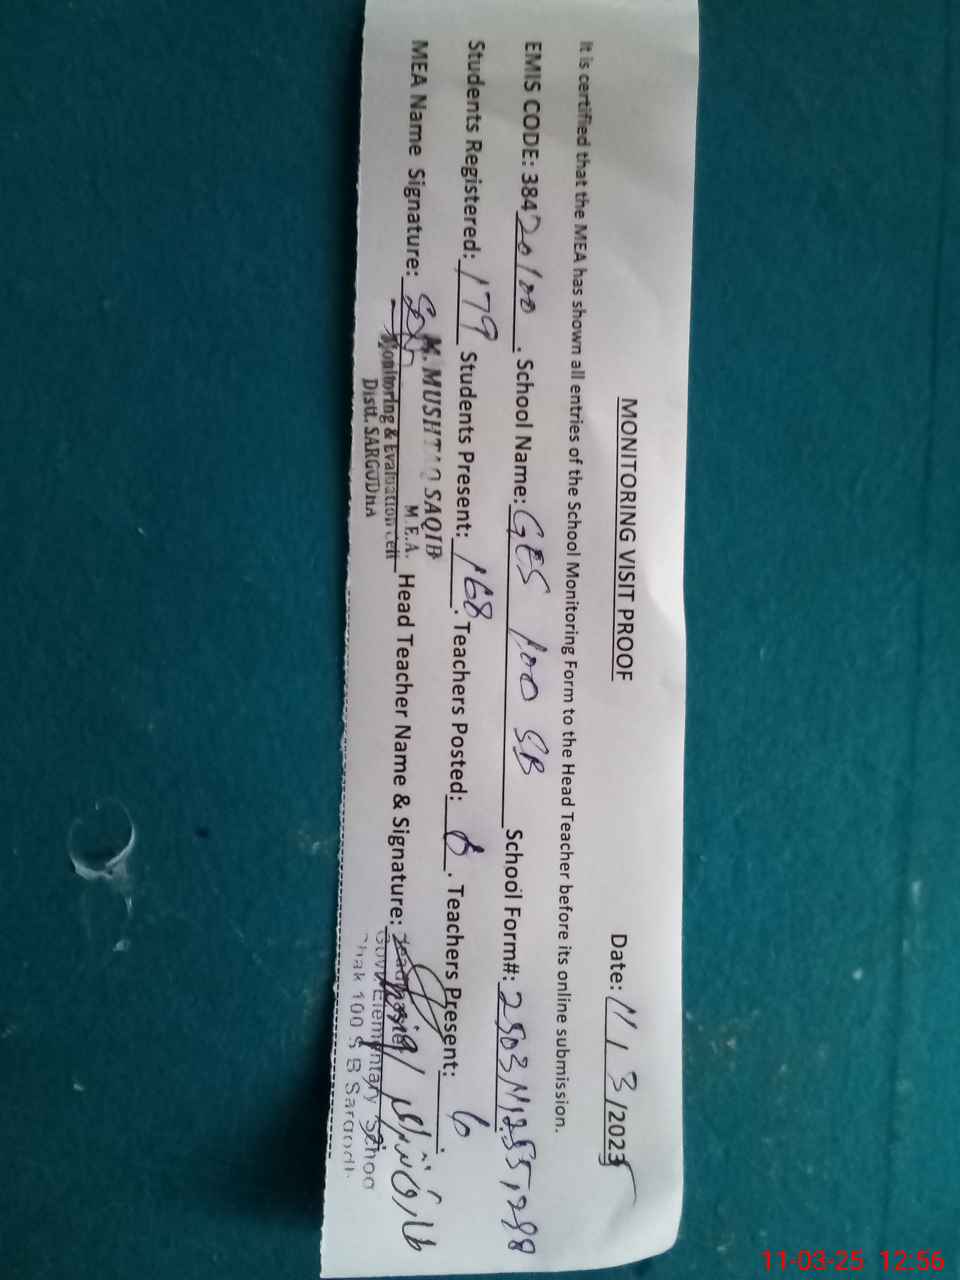 MONITORING VISIT PROOF
Date: 11 / 3 /2025
It is certified that the MEA has shown all entries of the School Monitoring Form to the Head Teacher before its online submission.
EMIS CODE: 38420100 . School Name: GES 100 SB School Form#:
Students Registered: 179 Students Present: 168 . Teachers Posted: 8 . Teachers Present: 6
MEA Name Signature: Head Teacher Name & Signature:
M. MUSHTAQ SAQIB
M.E.A.
Monitoring & Evaluation Cell
Distt. SARGODHA
Headmaster
Govt Elementary School
Chak 100 S B Sargodh
11-03-25 12:56